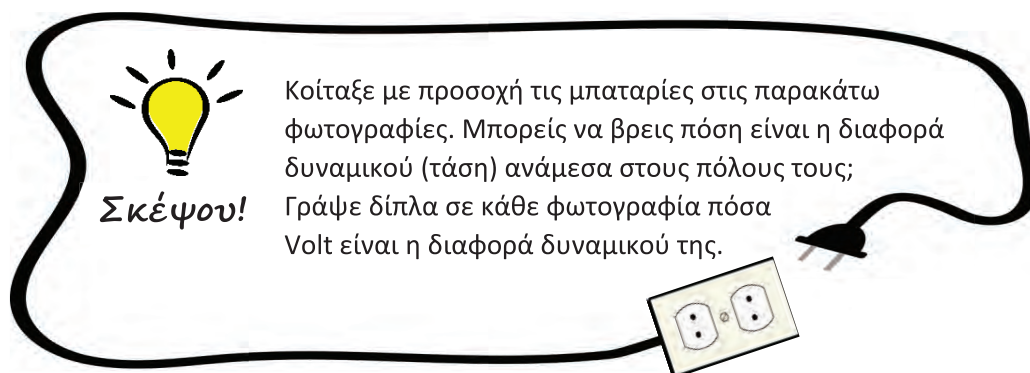 Κοίταξε με προσοχή τις μπαταρίες στις παρακάτω
φωτογραφίες. Μπορείς να βρεις πόση είναι η διαφορά
δυναμικού (τάση) ανάμεσα στους πόλους τους;
Σκέψου!
Γράψε δίπλα σε κάθε φωτογραφία πόσα
Volt είναι η διαφορά δυναμικού της.